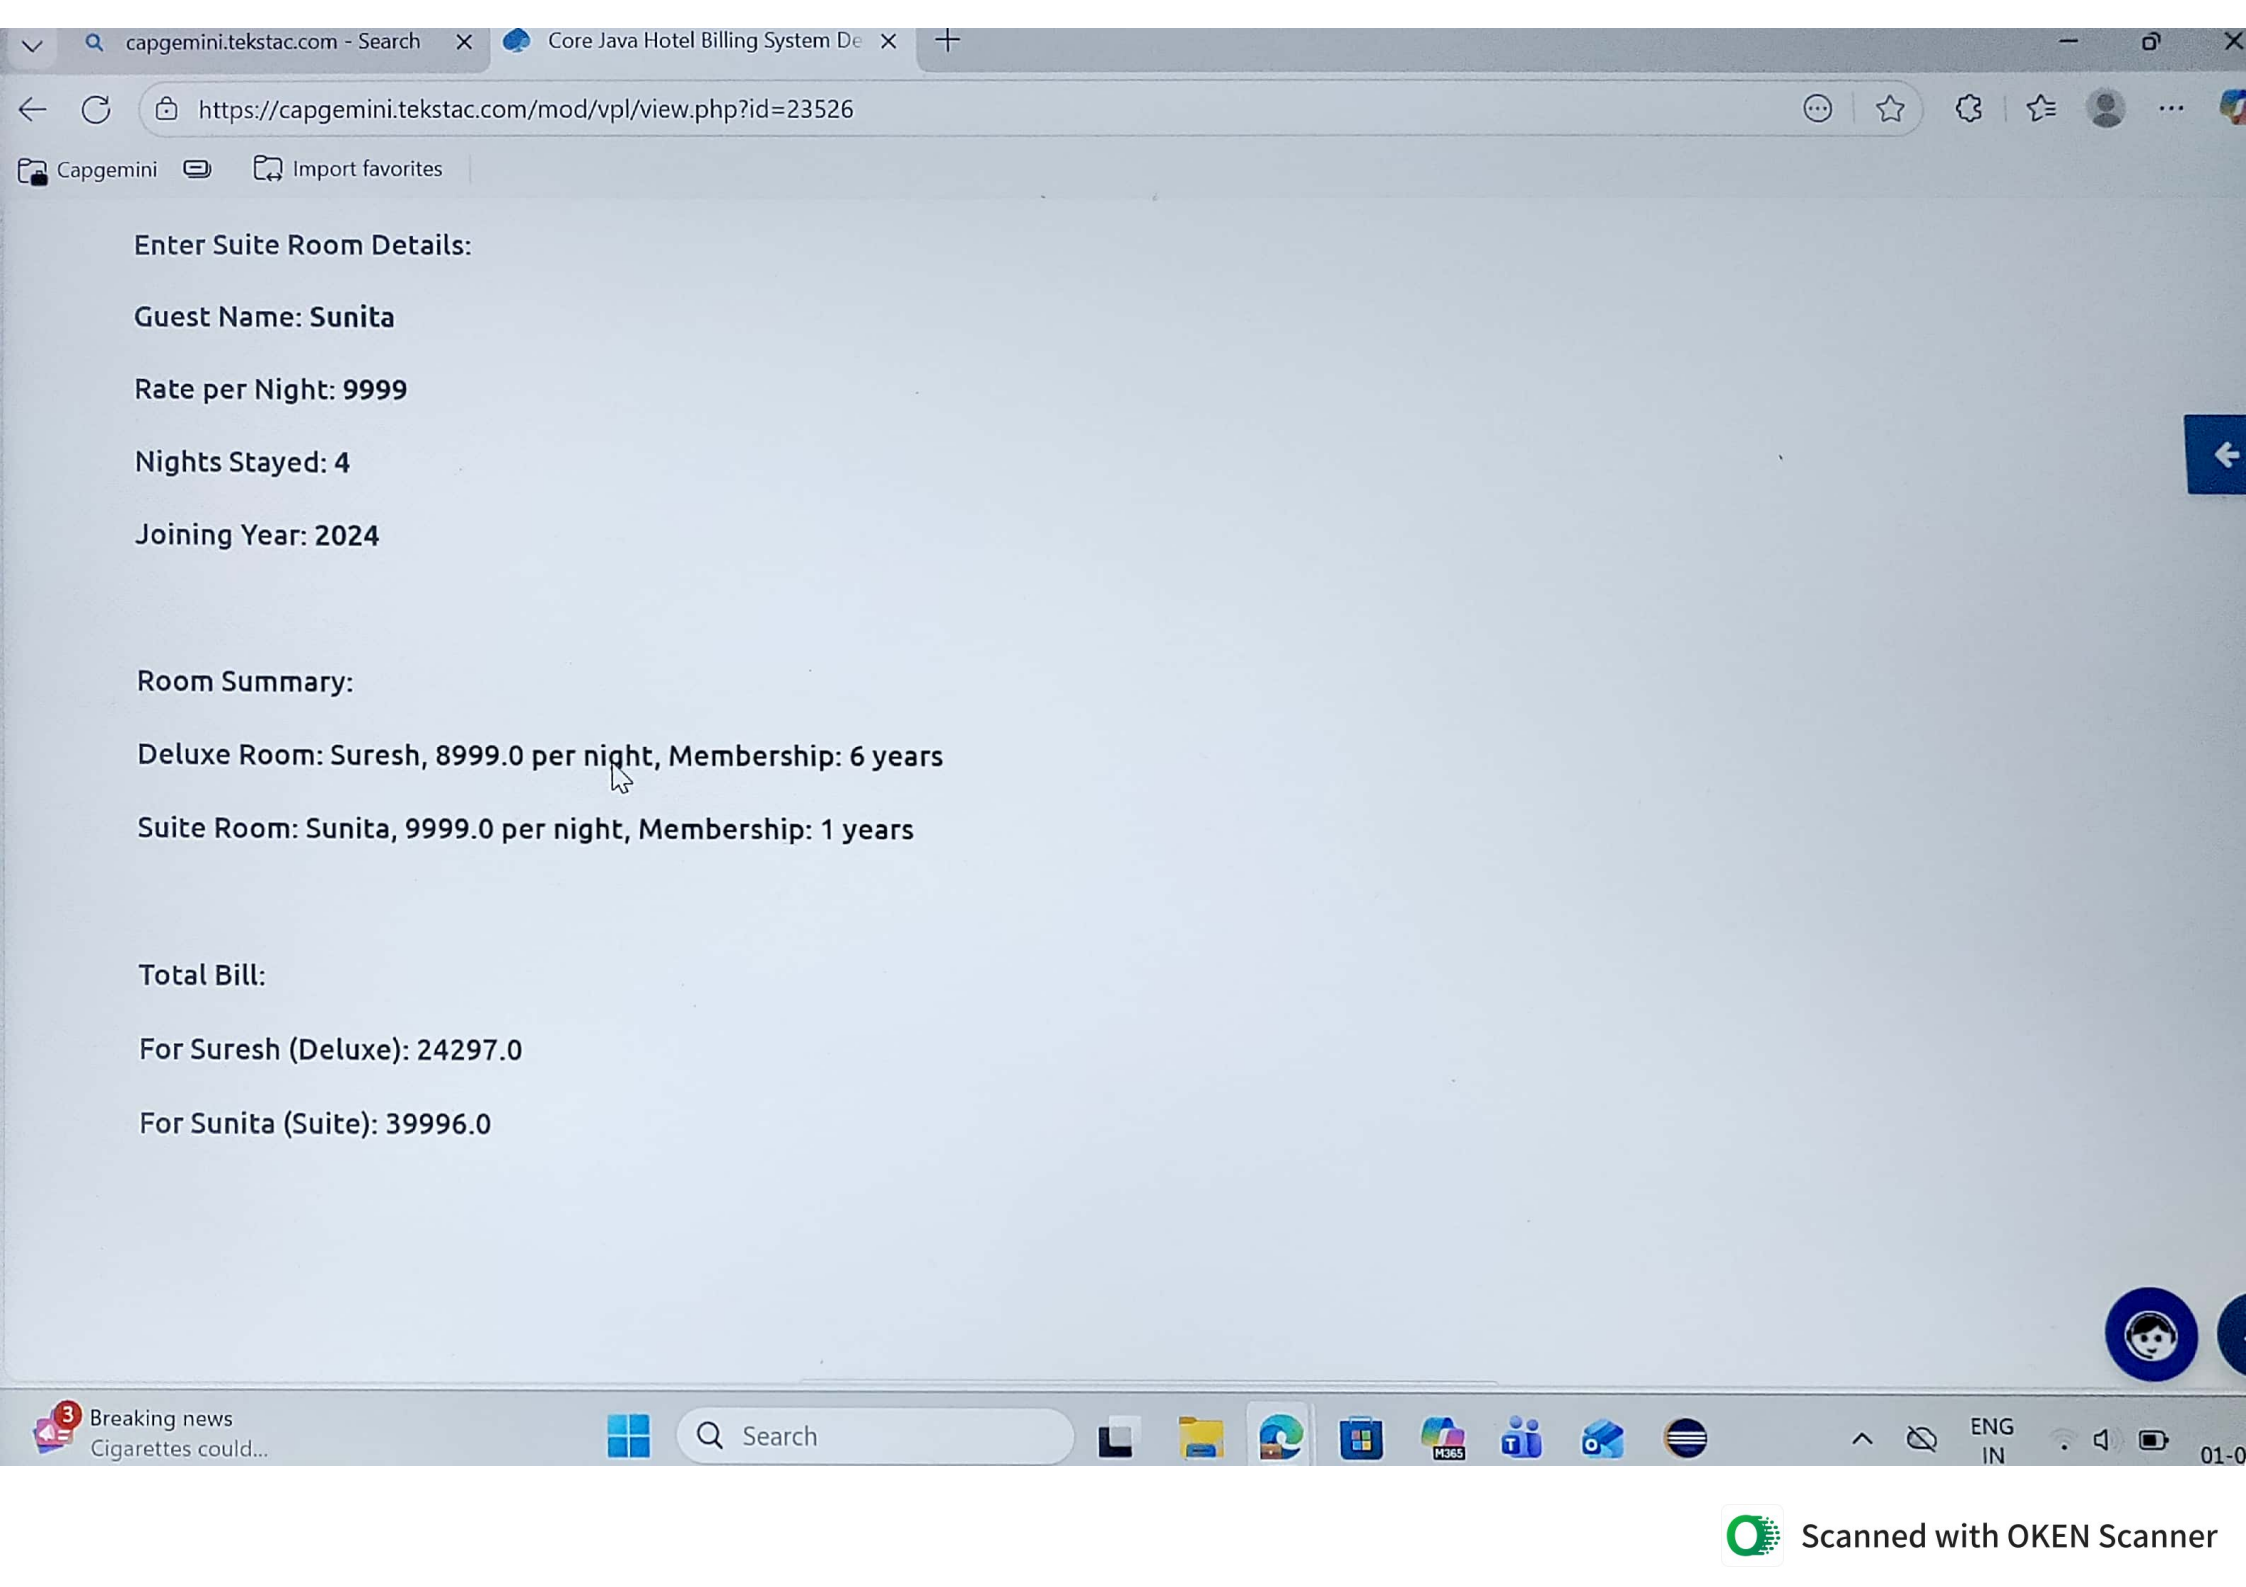 capgemini.tekstac.com - Search
Core Java Hotel Billing System De
https://capgemini.tekstac.com/mod/vpl/view.php?id=23526
Capgemini
Import favorites
Enter Suite Room Details:
Guest Name: Sunita
Rate per Night: 9999
Nights Stayed: 4
Joining Year: 2024
Room Summary:
Deluxe Room: Suresh, 8999.0 per night, Membership: 6 years
Suite Room: Sunita, 9999.0 per night, Membership: 1 years
Total Bill:
For Suresh (Deluxe): 24297.0
For Sunita (Suite): 39996.0
3
Breaking news
Cigarettes could...
Search
M365
T
O
ENG
IN
01-0
Scanned with OKEN Scanner